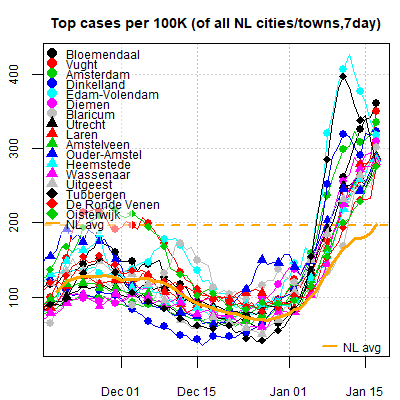 Top cases per 100K (of all NL cities/towns,7day)
Bloemendaal
Vught
Amsterdam
Dinkelland
Edam-Volendam
Diemen
Blaricum
Utrecht
Laren
Amstelveen
Ouder-Amstel
Heemstede
Wassenaar
Uitgeest
Tubbergen
De Ronde Venen
Oisterwijk
NL avg
400
300
200
100
NL avg
Dec 01
Dec 15
Jan 01
Jan 15